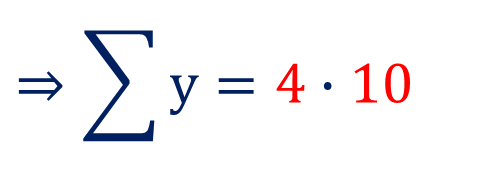 ⇒ ∑ y = 4 · 10